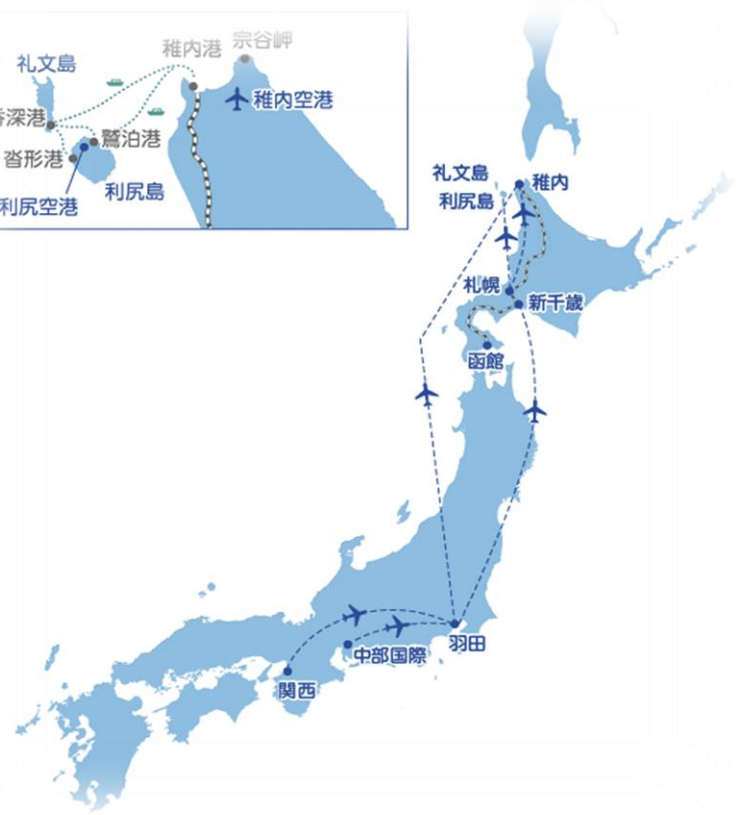 礼文島
稚内港
宗谷岬
稚内空港
香深港
鷲泊港
沓形港
利尻島
利尻空港
礼文島
利尻島
稚内
札幌
新千歳
函館
羽田
中部国際
関西